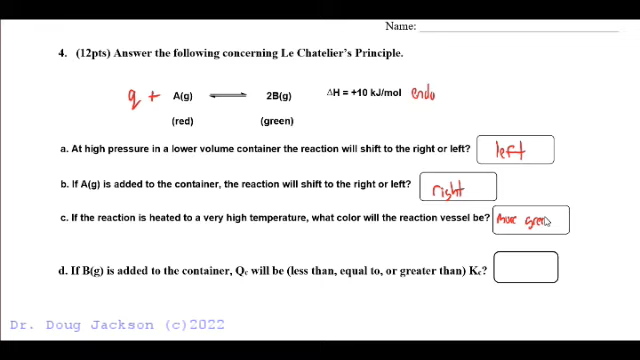 Name:
4. (12pts) Answer the following concerning Le Chatelier's Principle.
q + A(g) ⇌ 2B(g) ΔH = +10 kJ/mol endo
(red) (green)
a. At high pressure in a lower volume container the reaction will shift to the right or left? left
b. If A(g) is added to the container, the reaction will shift to the right or left? right
c. If the reaction is heated to a very high temperature, what color will the reaction vessel be? more green
d. If B(g) is added to the container, Qc will be (less than, equal to, or greater than) Kc?
Dr. Doug Jackson (c)2022